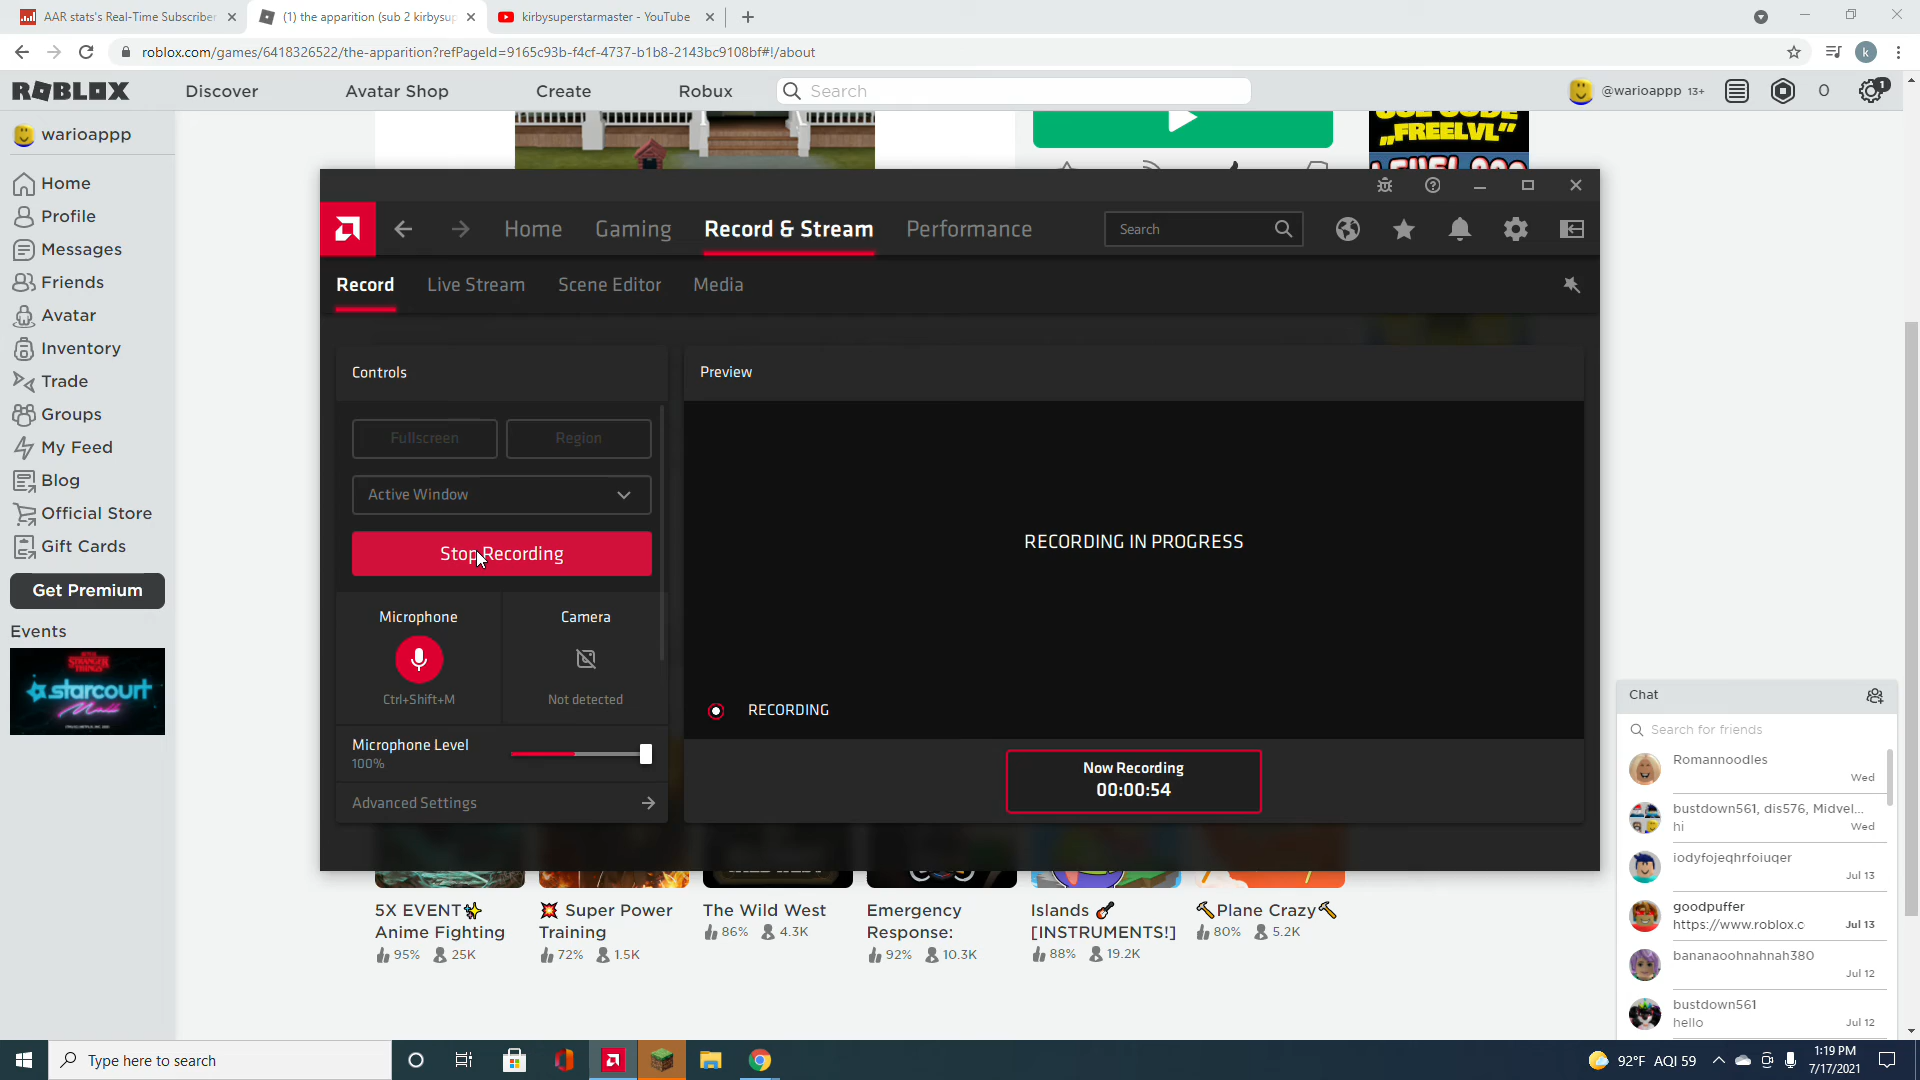 AAR stats's Real-Time Subscriber
(1) the apparition (sub 2 kirbysup
kirbysuperstarmaster - YouTube
roblox.com/games/6418326522/the-apparition?refPageId=9165c93b-f4cf-4737-b1b8-2143bc9108bf#!/about
k
ROBLOX
Discover
Avatar Shop
Create
Robux
Search
@warioappp 13+
0
1
warioappp
Home
Profile
Messages
Friends
Avatar
Inventory
Trade
Groups
My Feed
Blog
Official Store
Gift Cards
Get Premium
Events
STRANGER THINGS
starcourt
Mall
USE CODE
„FREELVL"
Home
Gaming
Record & Stream
Performance
Search
Record
Live Stream
Scene Editor
Media
Controls
Preview
Fullscreen
Region
Active Window
Stop Recording
Microphone
Camera
Ctrl+Shift+M
Not detected
Microphone Level
100%
Advanced Settings
RECORDING IN PROGRESS
RECORDING
Now Recording
00:00:54
5X EVENT✨
Anime Fighting
95% 25K
💥 Super Power
Training
72% 1.5K
The Wild West
86% 4.3K
Emergency
Response:
92% 10.3K
Islands 🎸
[INSTRUMENTS!]
88% 19.2K
🔨Plane Crazy🔨
80% 5.2K
Chat
Search for friends
Romannoodles
Wed
bustdown561, dis576, Midvel...
hi
Wed
iodyfojeqhrfoiuqer
Jul 13
goodpuffer
https://www.roblox.c
Jul 13
bananaoohnahnah380
Jul 12
bustdown561
hello
Jul 12
Type here to search
92°F AQI 59
1:19 PM
7/17/2021